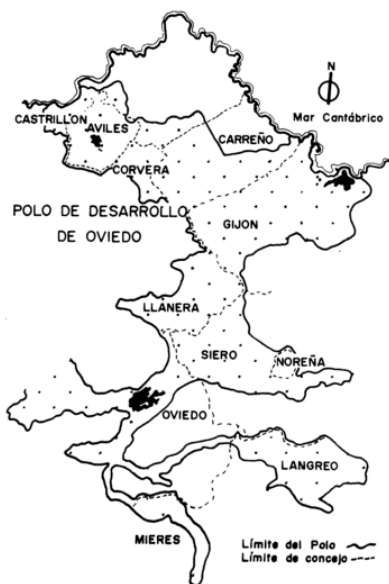 N
Mar Cantábrico
CASTRILLON
AVILES
CARREÑO
CORVERA
POLO DE DESARROLLO
DE OVIEDO
GIJON
LLANERA
SIERO
NOREÑA
OVIEDO
LANGREO
MIERES
Límite del Polo
Límite de concejo